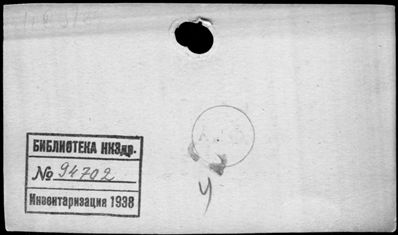 БИБЛИОТЕКА НКЗдр.
№ 94702
Инвентаризация 1938
У